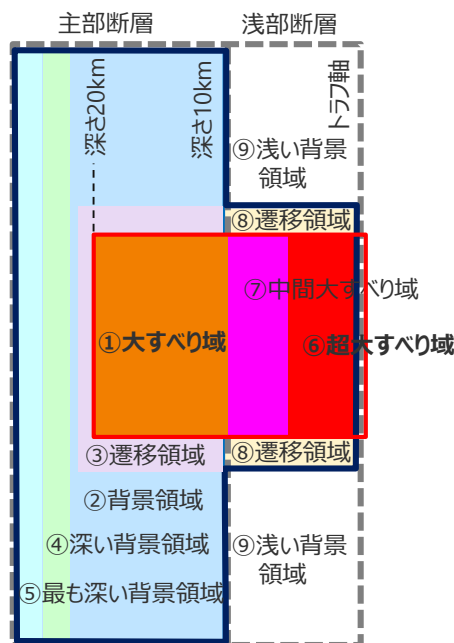 主部断層
浅部断層
深さ20km
深さ10km
トラフ軸
⑨浅い背景
領域
⑧遷移領域
⑦中間大すべり域
①大すべり域
⑥超大すべり域
③遷移領域
⑧遷移領域
②背景領域
④深い背景領域
⑨浅い背景
領域
⑤最も深い背景領域